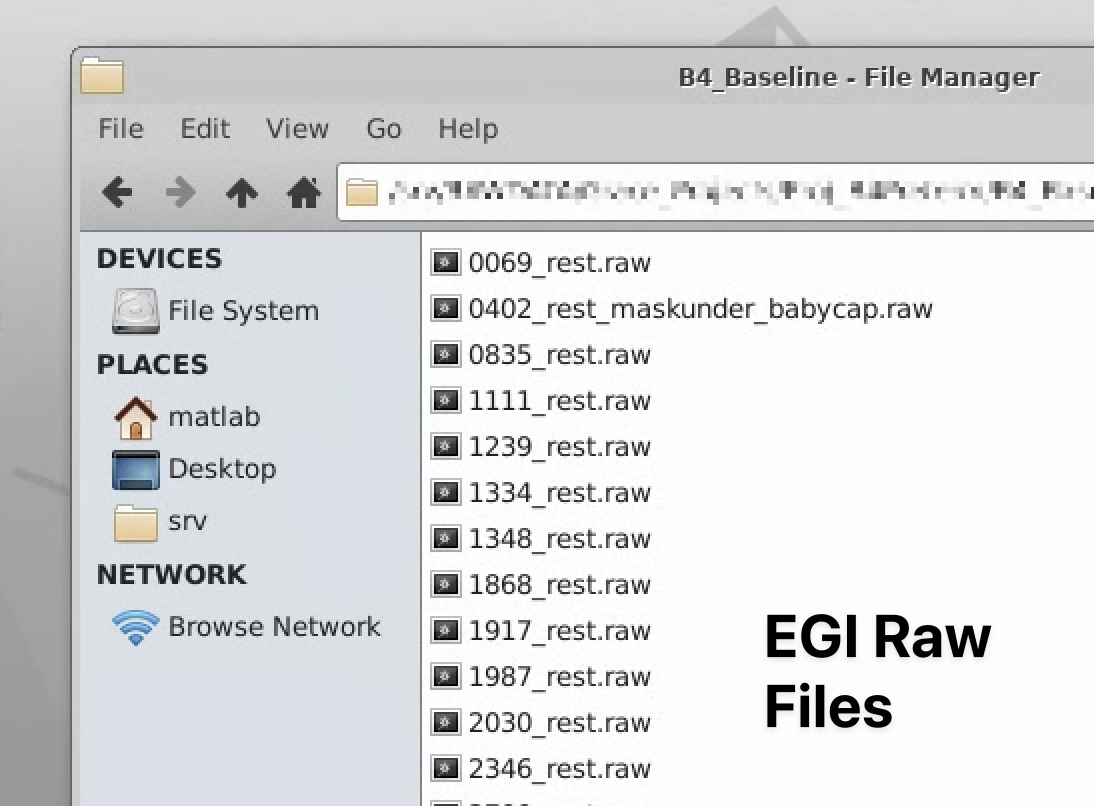 B4_Baseline - File Manager
File Edit View Go Help
DEVICES
File System
PLACES
matlab
Desktop
srv
NETWORK
Browse Network
0069_rest.raw
0402_rest_maskunder_babycap.raw
0835_rest.raw
1111_rest.raw
1239_rest.raw
1334_rest.raw
1348_rest.raw
1868_rest.raw
1917_rest.raw
1987_rest.raw
2030_rest.raw
2346_rest.raw
EGI Raw
Files